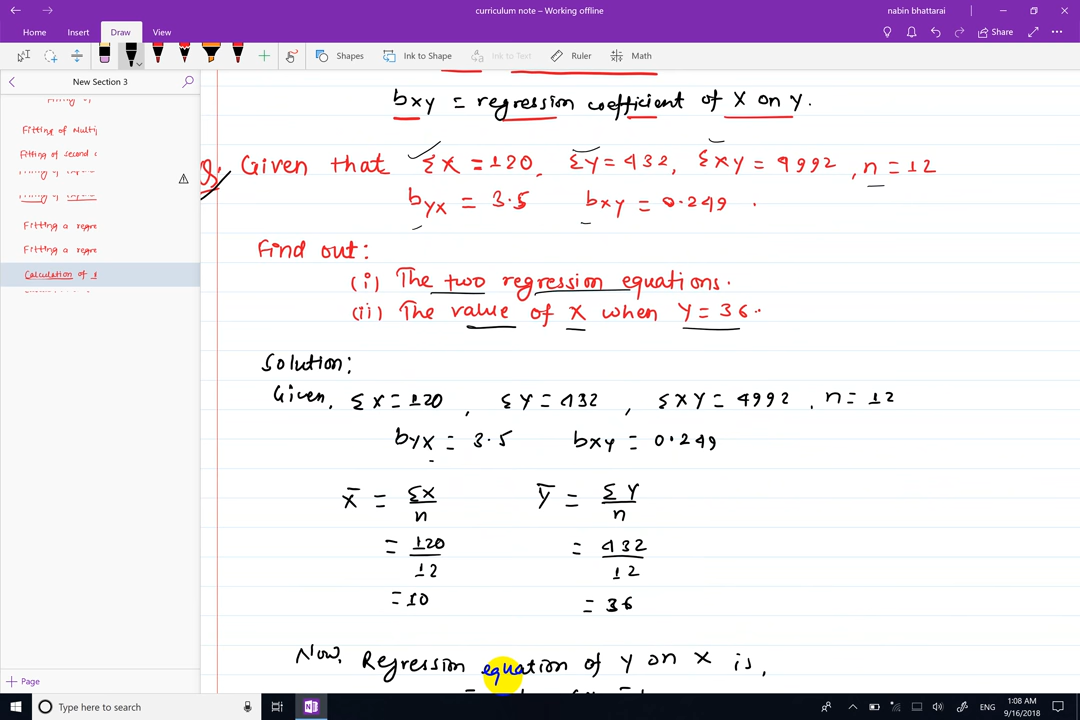 curriculum note – Working offline
nabin bhattarai
Home Insert Draw View
Share
Shapes Ink to Shape Ink to Text Ruler Math
New Section 3
Fitting of Multip
Fitting of second o
Fitting a regre
Fitting a regre
Calculation of
Page
bxy = regression coefficient of X on Y.
Q: Given that ΣX = 120, ΣY = 432, ΣXY = 4992, n = 12
byx = 3.5 bxy = 0.249.
Find out:
(i) The two regression equations.
(ii) The value of X when Y = 36.
Solution:
Given, ΣX = 120, ΣY = 432, ΣXY = 4992, n = 12
byx = 3.5 bxy = 0.249
X̄ = ΣX/n Ȳ = ΣY/n
= 120/12 = 432/12
= 10 = 36
Now, Regression equation of Y on X is,
Type here to search
ENG
1:08 AM
9/16/2018